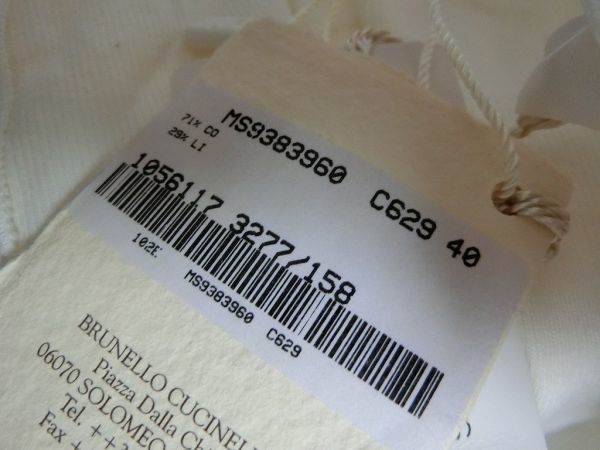 71% CO
29% LI
MS9383960 C629 40
1056117 3277/158
102E
MS9383960 C629
BRUNELLO CUCINEL
Piazza Dalla Ch
06070 SOLOMEO
Tel. ++
Fax +